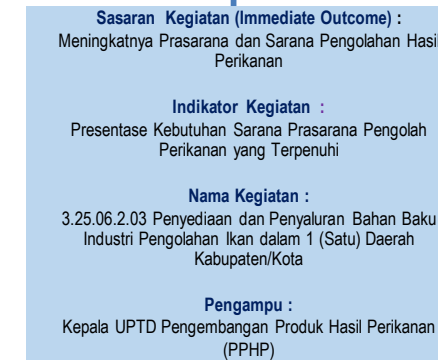 Sasaran Kegiatan (Immediate Outcome) :
Meningkatnya Prasarana dan Sarana Pengolahan Hasil
Perikanan
Indikator Kegiatan :
Presentase Kebutuhan Sarana Prasarana Pengolah
Perikanan yang Terpenuhi
Nama Kegiatan :
3.25.06.2.03 Penyediaan dan Penyaluran Bahan Baku
Industri Pengolahan Ikan dalam 1 (Satu) Daerah
Kabupaten/Kota
Pengampu :
Kepala UPTD Pengembangan Produk Hasil Perikanan
(PPHP)